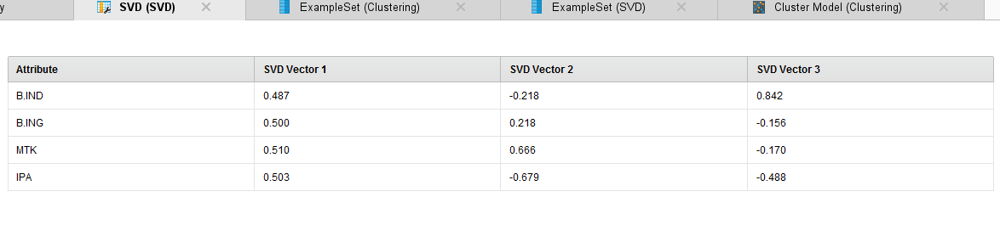 y SVD (SVD) ExampleSet (Clustering) ExampleSet (SVD) Cluster Model (Clustering)
Attribute SVD Vector 1 SVD Vector 2 SVD Vector 3
B.IND 0.487 -0.218 0.842
B.ING 0.500 0.218 -0.156
MTK 0.510 0.666 -0.170
IPA 0.503 -0.679 -0.488